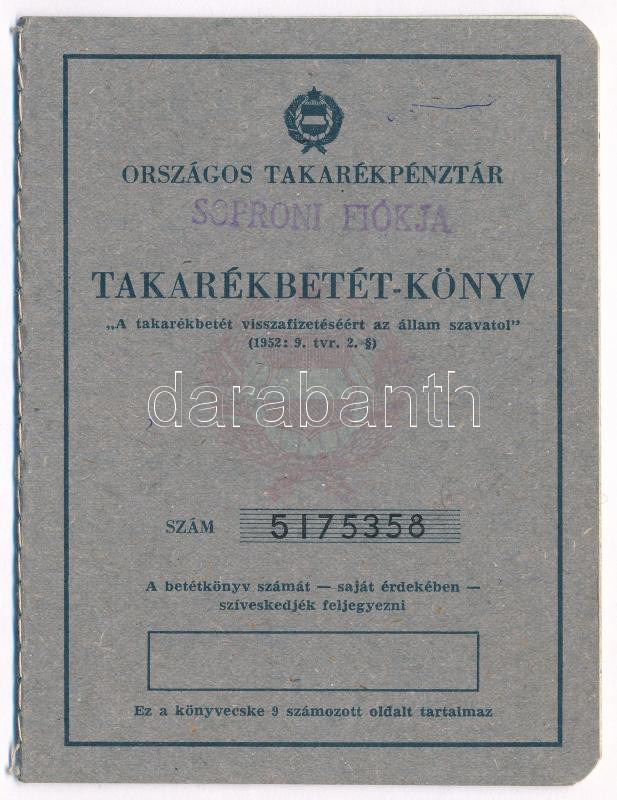 ORSZÁGOS TAKARÉKPÉNZTÁR
SOPRONI FIÓKJA
TAKARÉKBETÉT-KÖNYV
„A takarékbetét visszafizetéséért az állam szavatol”
(1952: 9. tvr. 2. §)
darabanth
SZÁM 5175358
A betétkönyv számát — saját érdekében —
szíveskedjék feljegyezni
Ez a könyvecske 9 számozott oldalt tartalmaz